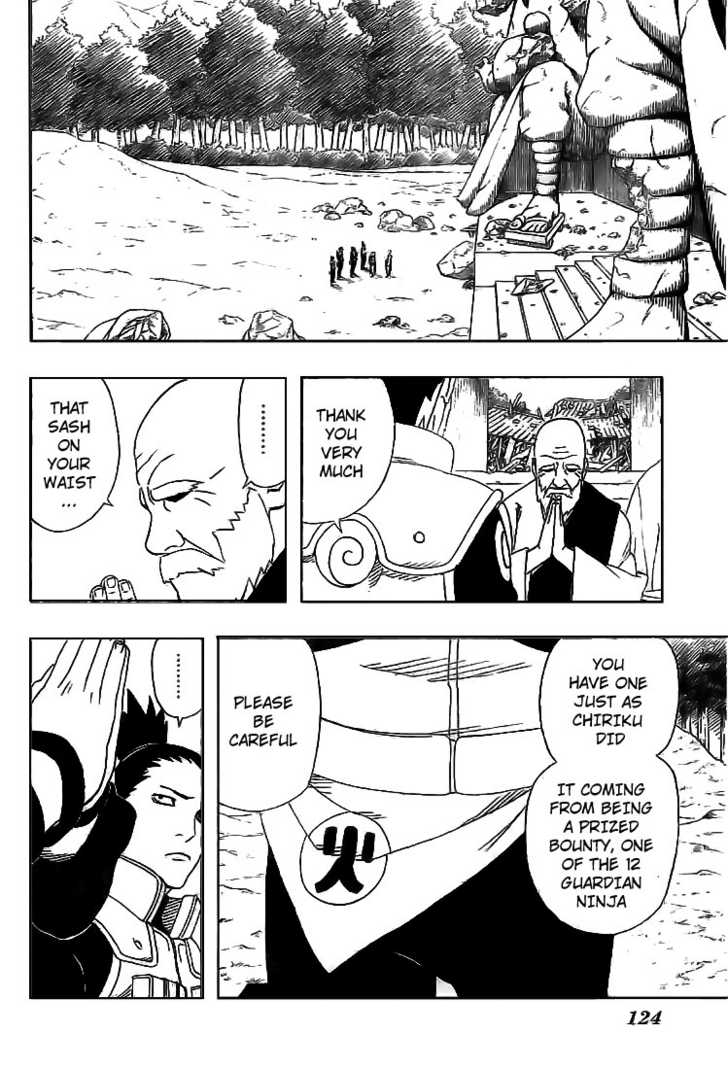 THANK
YOU
VERY
MUCH
..........
THAT
SASH
ON
YOUR
WAIST
...
YOU
HAVE ONE
JUST AS
CHIRIKU
DID
IT COMING
FROM BEING
A PRIZED
BOUNTY, ONE
OF THE 12
GUARDIAN
NINJA
火
PLEASE
BE
CAREFUL
..........
124